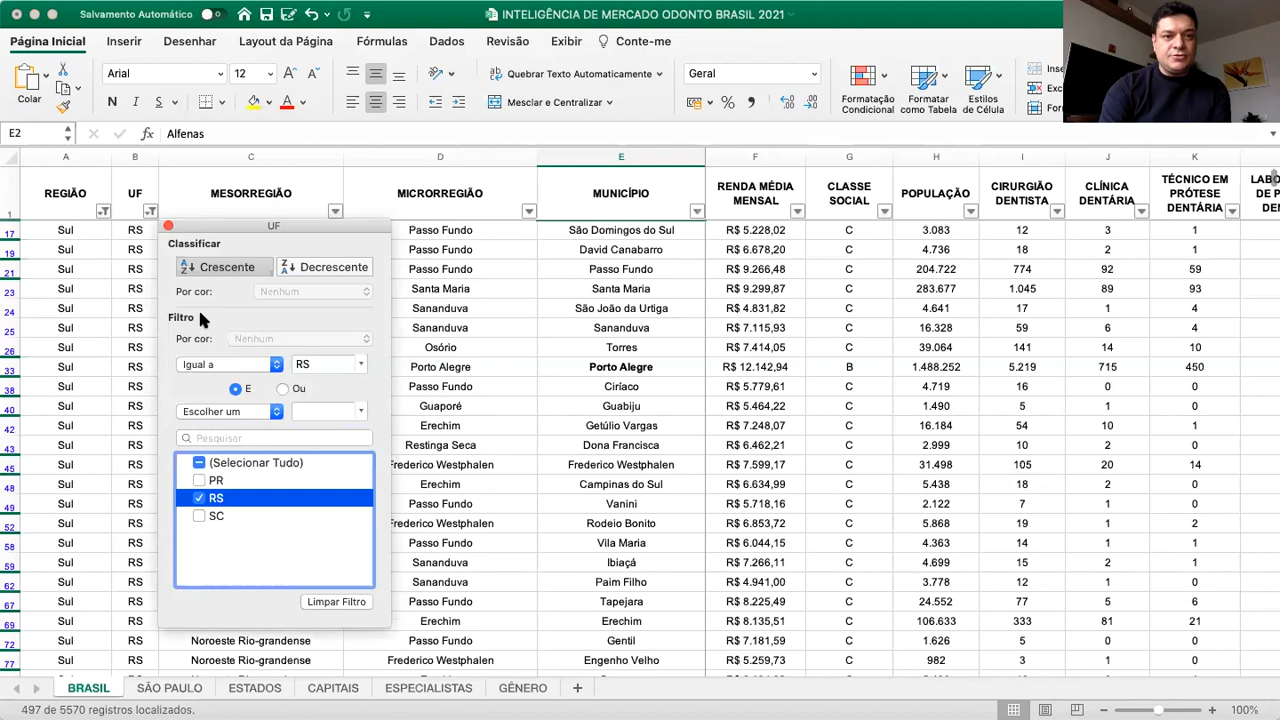 Salvamento Automático
INTELIGÊNCIA DE MERCADO ODONTO BRASIL 2021
Página Inicial Inserir Desenhar Layout da Página Fórmulas Dados Revisão Exibir Conte-me
Colar Arial 12 Quebrar Texto Automaticamente Geral
N I S A Mesclar e Centralizar % Formatação Condicional Formatar como Tabela Estilos de Célula
E2 fx Alfenas
A B C D E F G H I J K
1 REGIÃO UF MESORREGIÃO MICRORREGIÃO MUNICÍPIO RENDA MÉDIA MENSAL CLASSE SOCIAL POPULAÇÃO CIRURGIÃO DENTISTA CLÍNICA DENTÁRIA TÉCNICO EM PRÓTESE DENTÁRIA
17 Sul RS Passo Fundo São Domingos do Sul R$ 5.228,02 C 3.083 12 3 1
19 Sul RS Passo Fundo David Canabarro R$ 6.678,20 C 4.736 18 2 1
21 Sul RS Passo Fundo Passo Fundo R$ 9.266,48 C 204.722 774 92 59
23 Sul RS Santa Maria Santa Maria R$ 9.299,87 C 283.677 1.045 89 93
24 Sul RS Sananduva São João da Urtiga R$ 4.831,82 C 4.641 17 1 4
25 Sul RS Sananduva Sananduva R$ 7.115,93 C 16.328 59 6 4
26 Sul RS Osório Torres R$ 7.414,05 C 39.064 141 14 10
33 Sul RS Porto Alegre Porto Alegre R$ 12.142,94 B 1.488.252 5.219 715 450
38 Sul RS Passo Fundo Ciríaco R$ 5.779,61 C 4.719 16 0 0
40 Sul RS Guaporé Guabiju R$ 5.464,22 C 1.490 5 1 0
42 Sul RS Erechim Getúlio Vargas R$ 7.248,07 C 16.184 54 10 1
43 Sul RS Restinga Seca Dona Francisca R$ 6.462,21 C 2.999 10 2 0
45 Sul RS Frederico Westphalen Frederico Westphalen R$ 7.599,17 C 31.498 105 20 14
48 Sul RS Erechim Campinas do Sul R$ 6.634,99 C 5.438 18 2 0
49 Sul RS Passo Fundo Vanini R$ 5.718,16 C 2.122 7 1 0
52 Sul RS Frederico Westphalen Rodeio Bonito R$ 6.853,72 C 5.868 19 1 2
58 Sul RS Passo Fundo Vila Maria R$ 6.044,15 C 4.363 14 1 1
59 Sul RS Sananduva Ibiaçá R$ 7.266,11 C 4.713 15 2 1
62 Sul RS Sananduva Paim Filho R$ 4.941,00 C 3.778 12 1 0
67 Sul RS Passo Fundo Tapejara R$ 8.225,49 C 24.552 77 5 6
69 Sul RS Erechim Erechim R$ 8.135,51 C 106.633 333 81 21
72 Sul RS Noroeste Rio-grandense Passo Fundo Gentil R$ 7.181,59 C 1.626 5 0 0
77 Sul RS Noroeste Rio-grandense Frederico Westphalen Engenho Velho R$ 5.259,73 C 982 3 1 0
UF
Classificar
Crescente Decrescente
Por cor: Nenhum
Filtro
Por cor: Nenhum
Igual a RS
E Ou
Escolher um
Pesquisar
(Selecionar Tudo)
PR
RS
SC
Limpar Filtro
BRASIL SÃO PAULO ESTADOS CAPITAIS ESPECIALISTAS GÊNERO +
497 de 5570 registros localizados. 100%